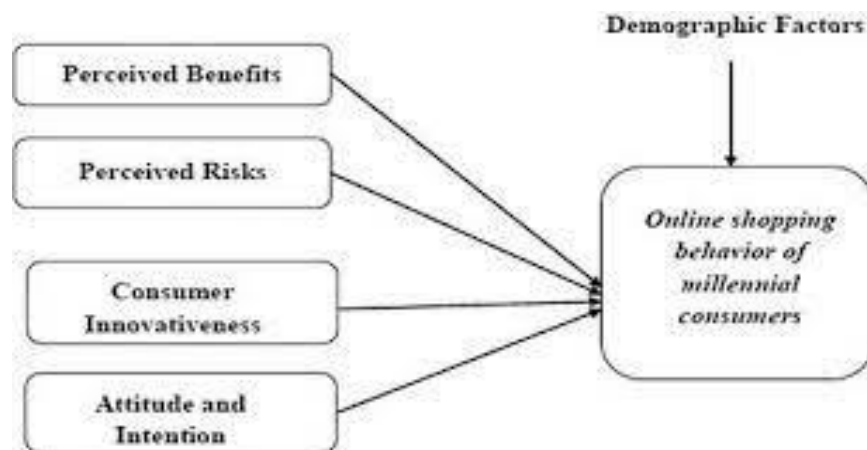 Demographic Factors
Perceived Benefits
Perceived Risks
Consumer
Innovativeness
Attitude and
Intention
Online shopping
behavior of
millennial
consumers